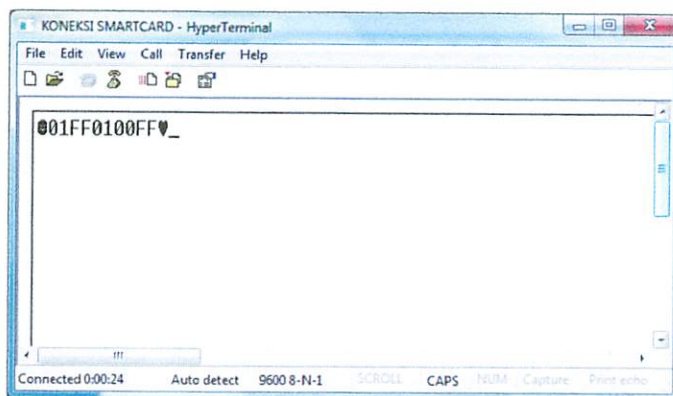 KONEKSI SMARTCARD - HyperTerminal
File Edit View Call Transfer Help
☻01FF0100FF♥_
Connected 0:00:24 Auto detect 9600 8-N-1 SCROLL CAPS NUM Capture Print echo